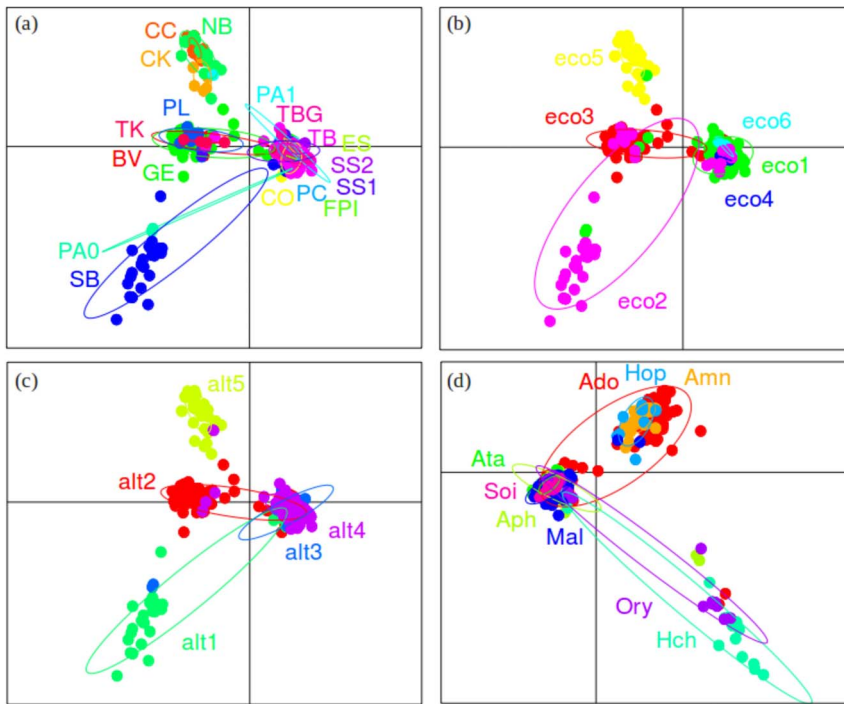 (a)
CC NB
CK
PA1
PL
TBG
TK
TB ES
BV
SS2
GE
SS1
CO PC
FPI
PA0
SB
(b)
eco5
eco3
eco6
eco1
eco4
eco2
(c)
alt5
alt2
alt4
alt3
alt1
(d)
Hop
Ado Amn
Ata
Soi
Aph
Mal
Ory
Hch